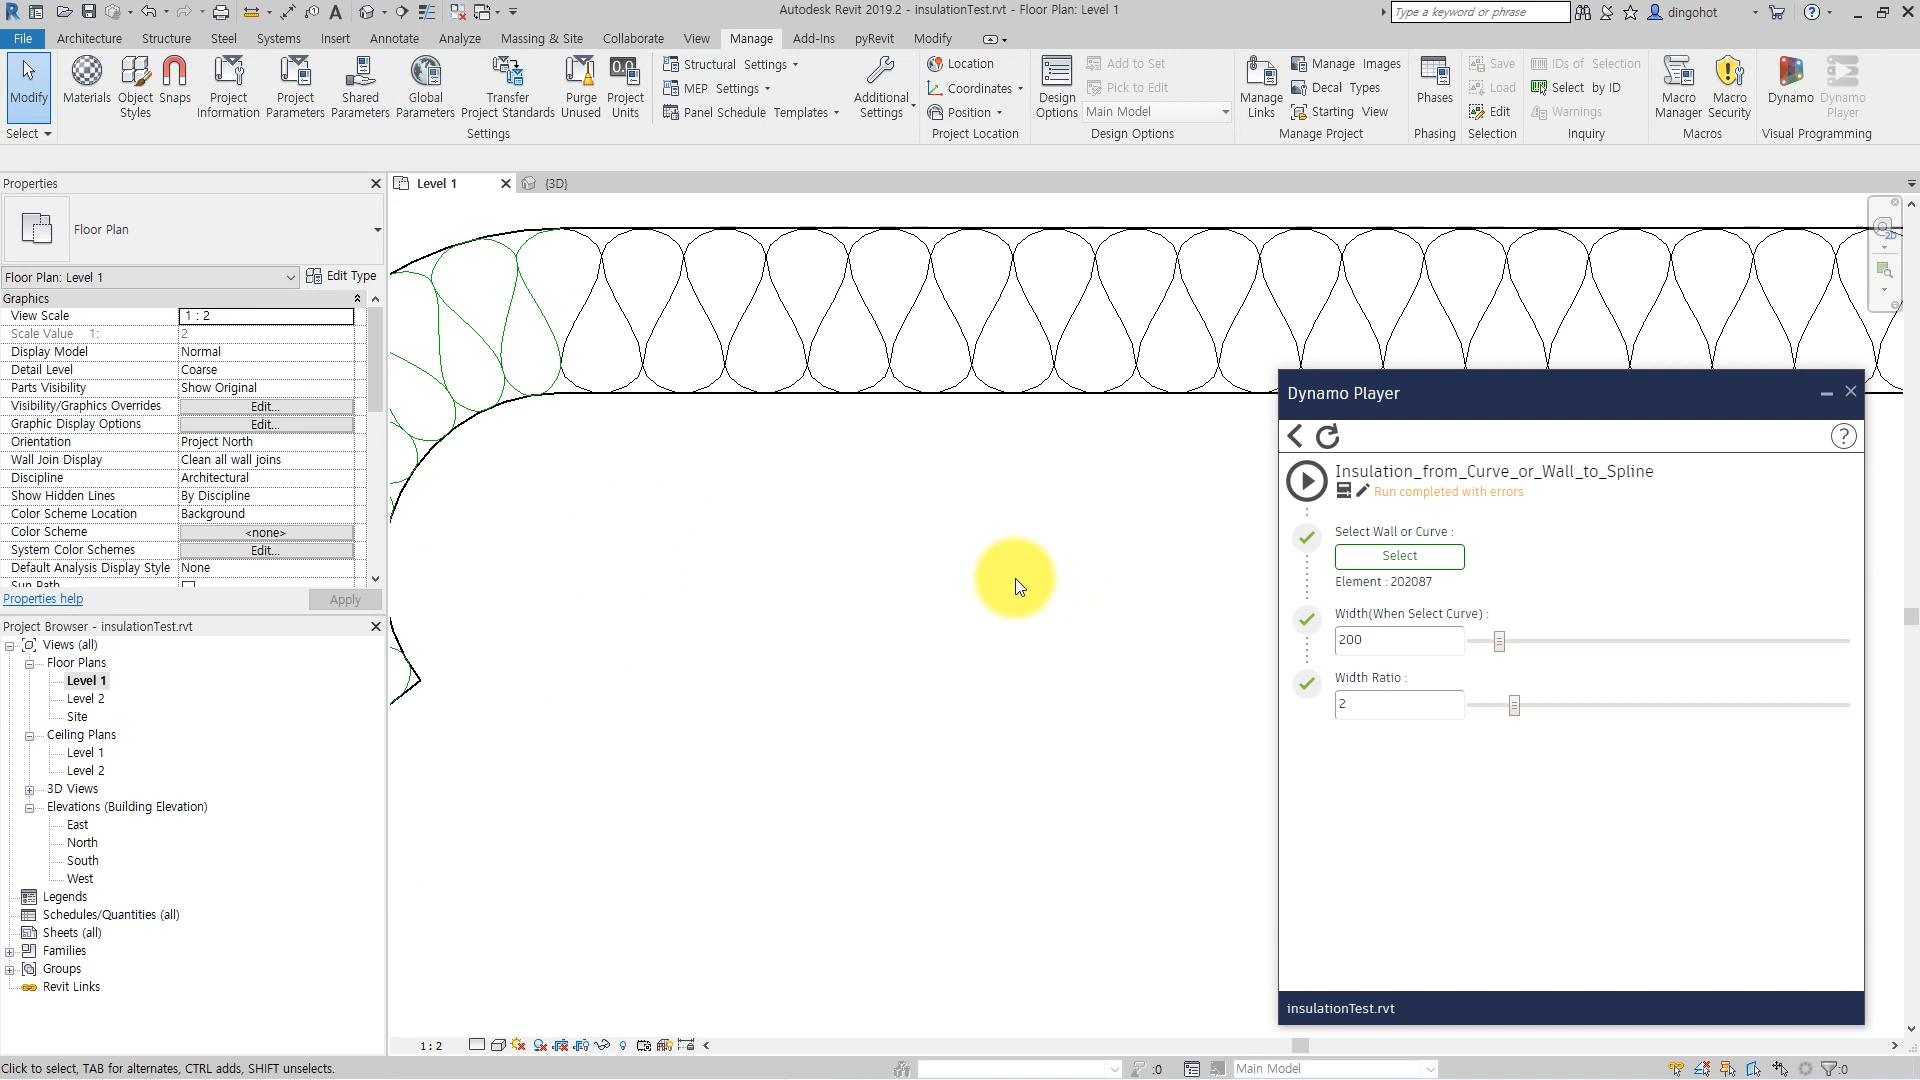 Autodesk Revit 2019.2 - insulationTest.rvt - Floor Plan: Level 1
Type a keyword or phrase
dingohot
File Architecture Structure Steel Systems Insert Annotate Analyze Massing & Site Collaborate View Manage Add-Ins pyRevit Modify
Modify
Select
Materials
Object Styles
Snaps
Project Information
Project Parameters
Shared Parameters
Global Parameters
Transfer Project Standards
Purge Unused
Project Units
Structural Settings
MEP Settings
Panel Schedule Templates
Additional Settings
Settings
Location
Coordinates
Position
Project Location
Design Options
Add to Set
Pick to Edit
Main Model
Design Options
Manage Links
Manage Images
Decal Types
Starting View
Manage Project
Phases
Phasing
Save
Load
Edit
Selection
IDs of Selection
Select by ID
Warnings
Inquiry
Macro Manager
Macro Security
Macros
Dynamo
Dynamo Player
Visual Programming
Properties
Floor Plan
Floor Plan: Level 1
Edit Type
Graphics
View Scale 1 : 2
Scale Value 1: 2
Display Model Normal
Detail Level Coarse
Parts Visibility Show Original
Visibility/Graphics Overrides Edit...
Graphic Display Options Edit...
Orientation Project North
Wall Join Display Clean all wall joins
Discipline Architectural
Show Hidden Lines By Discipline
Color Scheme Location Background
Color Scheme <none>
System Color Schemes Edit...
Default Analysis Display Style None
Sun Path
Properties help
Apply
Project Browser - insulationTest.rvt
Views (all)
Floor Plans
Level 1
Level 2
Site
Ceiling Plans
Level 1
Level 2
3D Views
Elevations (Building Elevation)
East
North
South
West
Legends
Schedules/Quantities (all)
Sheets (all)
Families
Groups
Revit Links
Level 1
{3D}
2D
Dynamo Player
Insulation_from_Curve_or_Wall_to_Spline
Run completed with errors
Select Wall or Curve :
Select
Element : 202087
Width(When Select Curve) :
200
Width Ratio :
2
insulationTest.rvt
1 : 2
Click to select, TAB for alternates, CTRL adds, SHIFT unselects.
:0
Main Model
:0